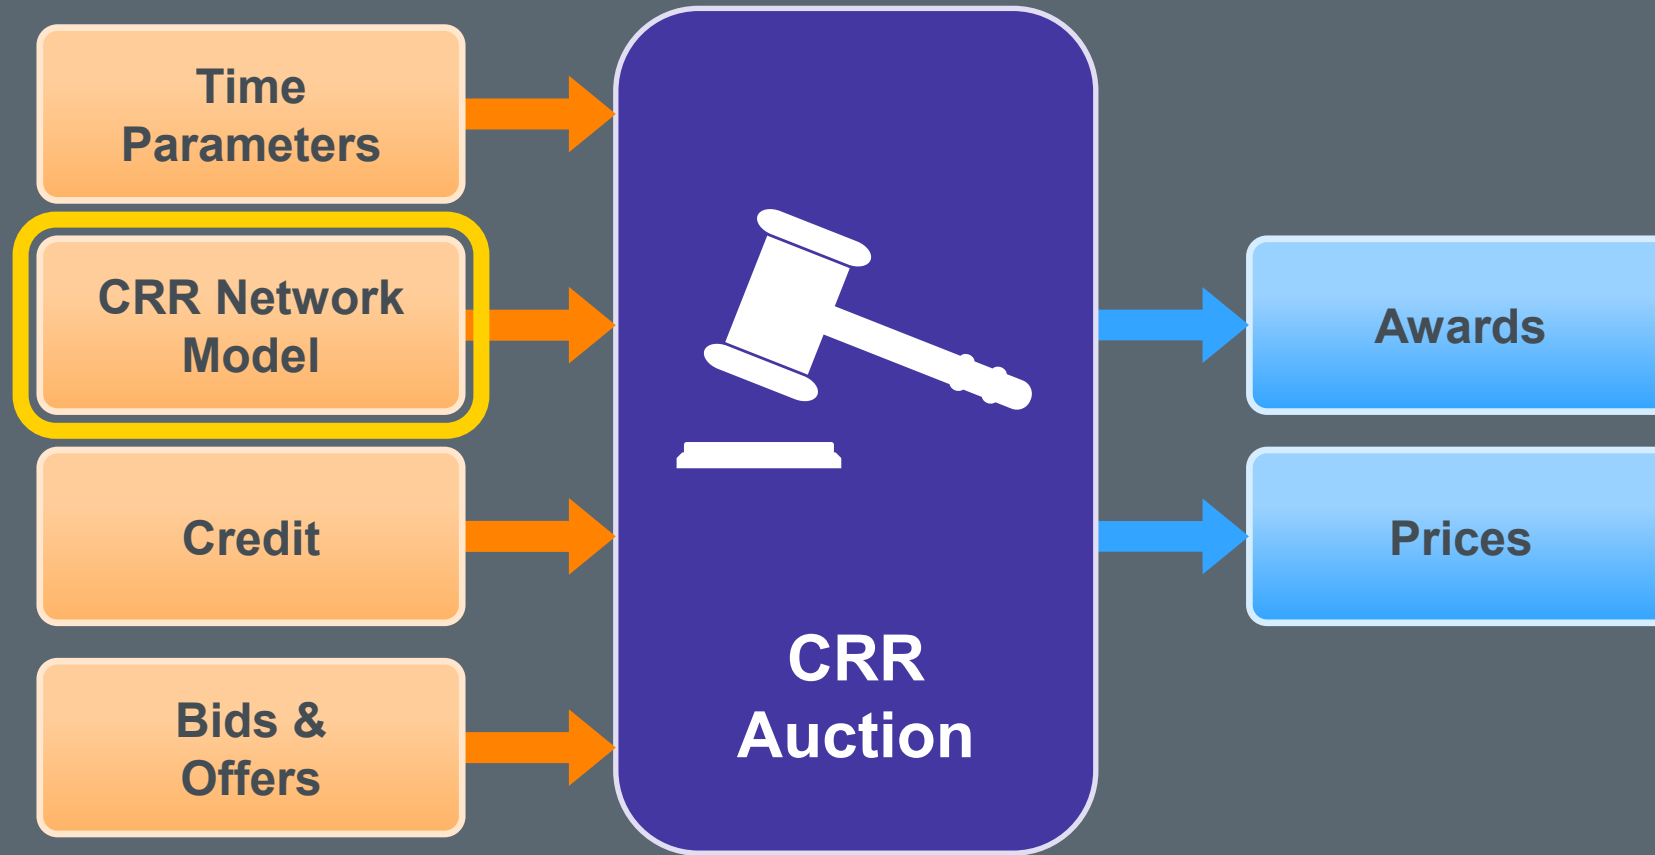 Time
Parameters
CRR Network
Model
Credit
Bids &
Offers
CRR
Auction
Awards
Prices